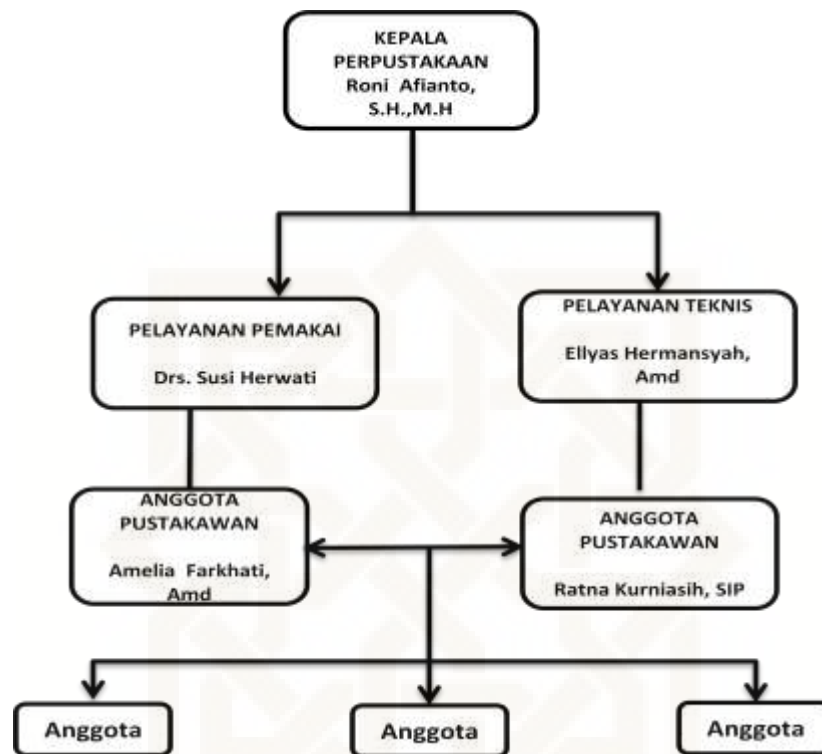 KEPALA
PERPUSTAKAAN
Roni Afianto,
S.H.,M.H
PELAYANAN PEMAKAI
Drs. Susi Herwati
PELAYANAN TEKNIS
Ellyas Hermansyah,
Amd
ANGGOTA
PUSTAKAWAN
Amelia Farkhati,
Amd
ANGGOTA
PUSTAKAWAN
Ratna Kurniasih, SIP
Anggota
Anggota
Anggota